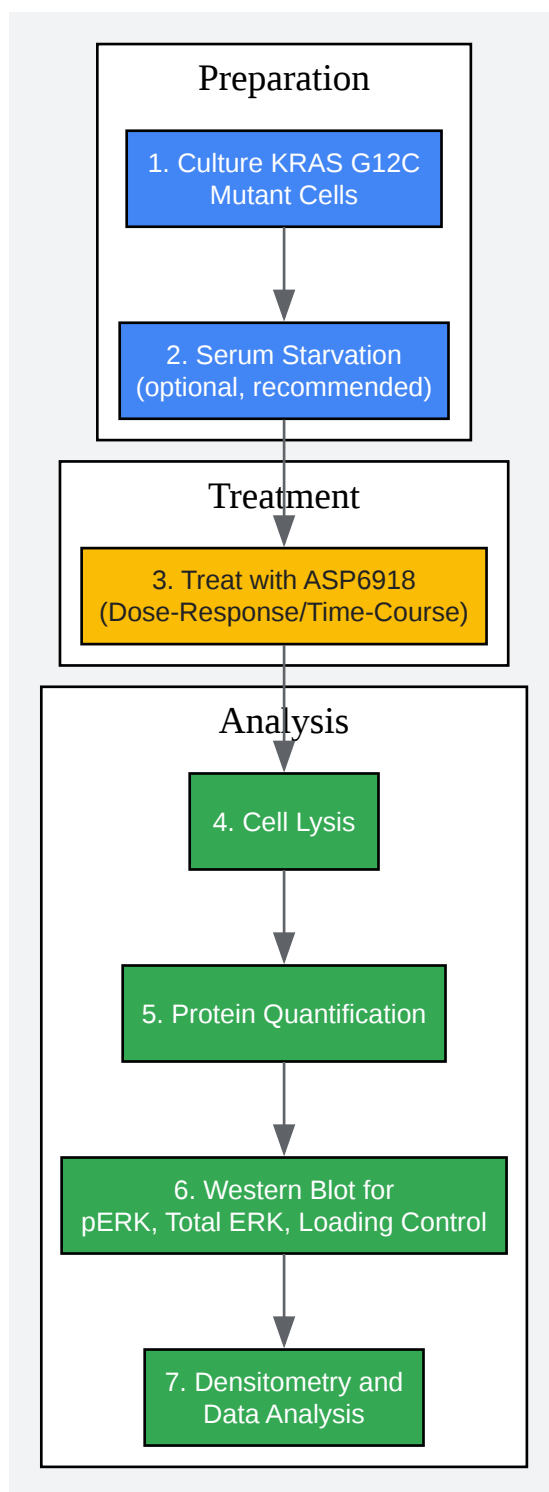 Preparation
1. Culture KRAS G12C
Mutant Cells
2. Serum Starvation
(optional, recommended)
Treatment
3. Treat with ASP6918
(Dose-Response/Time-Course)
Analysis
4. Cell Lysis
5. Protein Quantification
6. Western Blot for
pERK, Total ERK, Loading Control
7. Densitometry and
Data Analysis